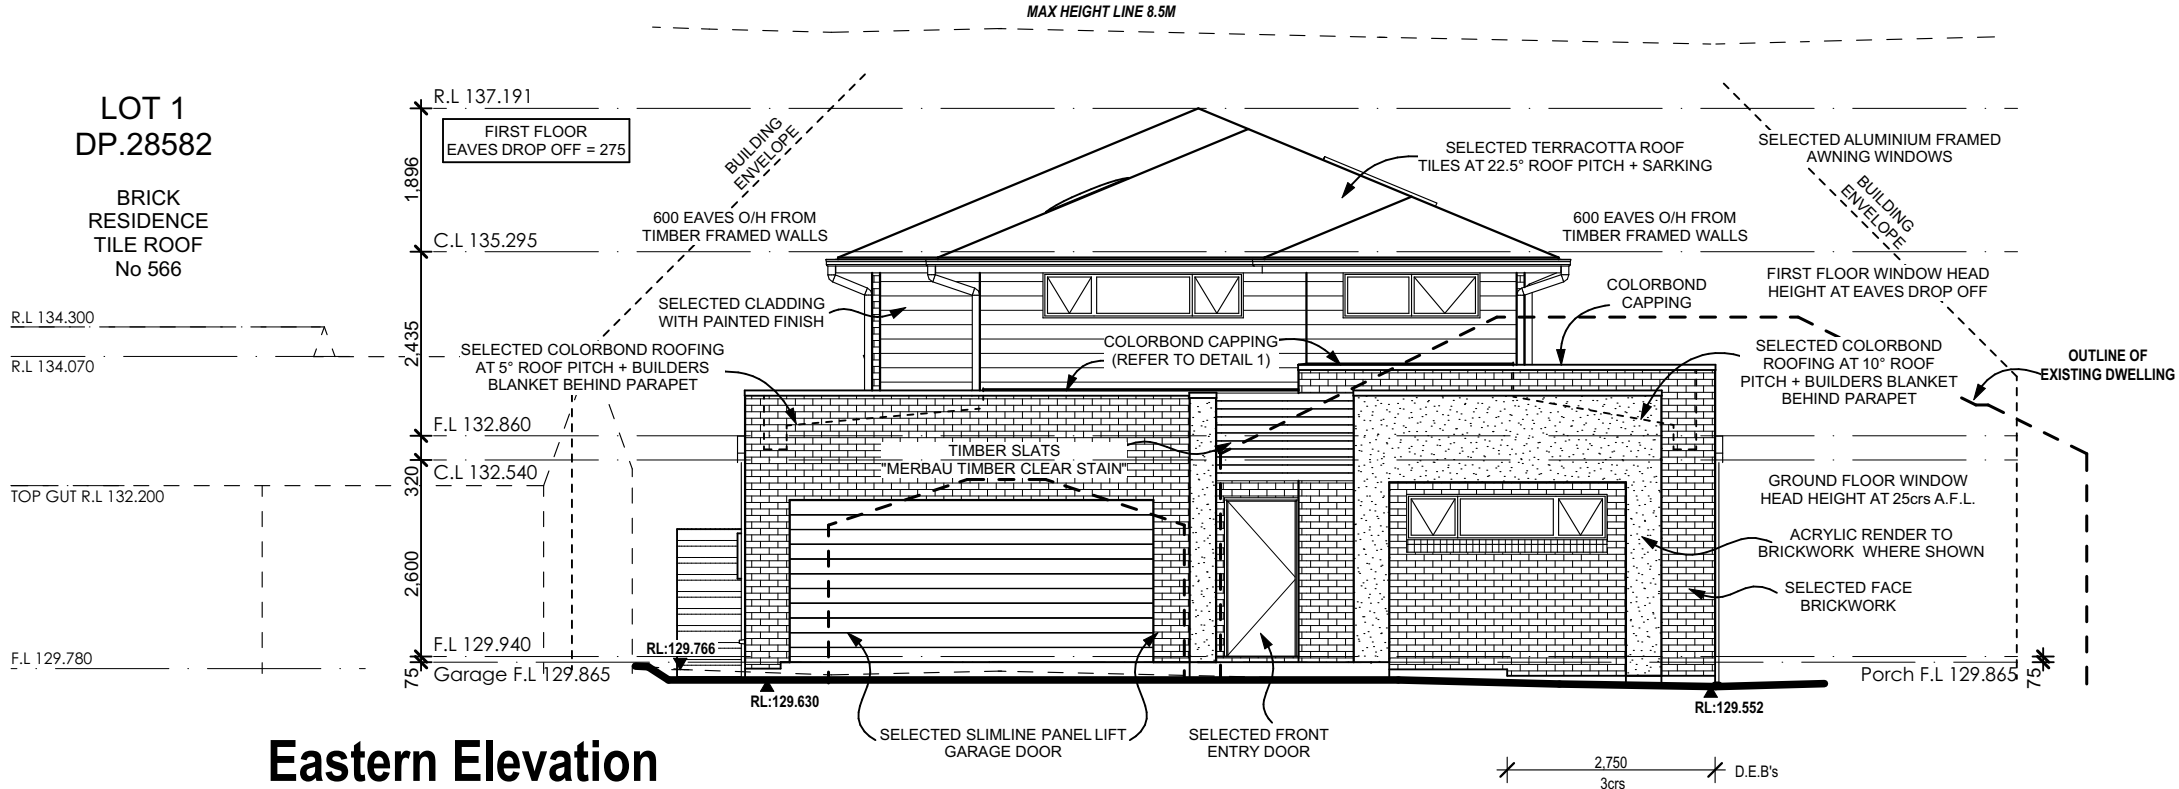 MAX HEIGHT LINE 8.5M
LOT 1
DP.28582
BRICK
RESIDENCE
TILE ROOF
No 566
R.L 134.300
R.L 134.070
TOP GUT R.L 132.200
F.L 129.780
R.L 137.191
FIRST FLOOR
EAVES DROP OFF = 275
1,896
C.L 135.295
2,435
F.L 132.860
320
C.L 132.540
2,600
F.L 129.940
75
Garage F.L 129.865
BUILDING
ENVELOPE
600 EAVES O/H FROM
TIMBER FRAMED WALLS
SELECTED CLADDING
WITH PAINTED FINISH
SELECTED COLORBOND ROOFING
AT 5° ROOF PITCH + BUILDERS
BLANKET BEHIND PARAPET
COLORBOND CAPPING
(REFER TO DETAIL 1)
TIMBER SLATS
"MERBAU TIMBER CLEAR STAIN"
SELECTED TERRACOTTA ROOF
TILES AT 22.5° ROOF PITCH + SARKING
SELECTED ALUMINIUM FRAMED
AWNING WINDOWS
BUILDING
ENVELOPE
600 EAVES O/H FROM
TIMBER FRAMED WALLS
COLORBOND
CAPPING
FIRST FLOOR WINDOW HEAD
HEIGHT AT EAVES DROP OFF
SELECTED COLORBOND
ROOFING AT 10° ROOF
PITCH + BUILDERS BLANKET
BEHIND PARAPET
OUTLINE OF
EXISTING DWELLING
GROUND FLOOR WINDOW
HEAD HEIGHT AT 25crs A.F.L.
ACRYLIC RENDER TO
BRICKWORK WHERE SHOWN
SELECTED FACE
BRICKWORK
Porch F.L 129.865
75
RL:129.766
RL:129.630
RL:129.552
SELECTED SLIMLINE PANEL LIFT
GARAGE DOOR
SELECTED FRONT
ENTRY DOOR
2,750
3crs
D.E.B's
Eastern Elevation